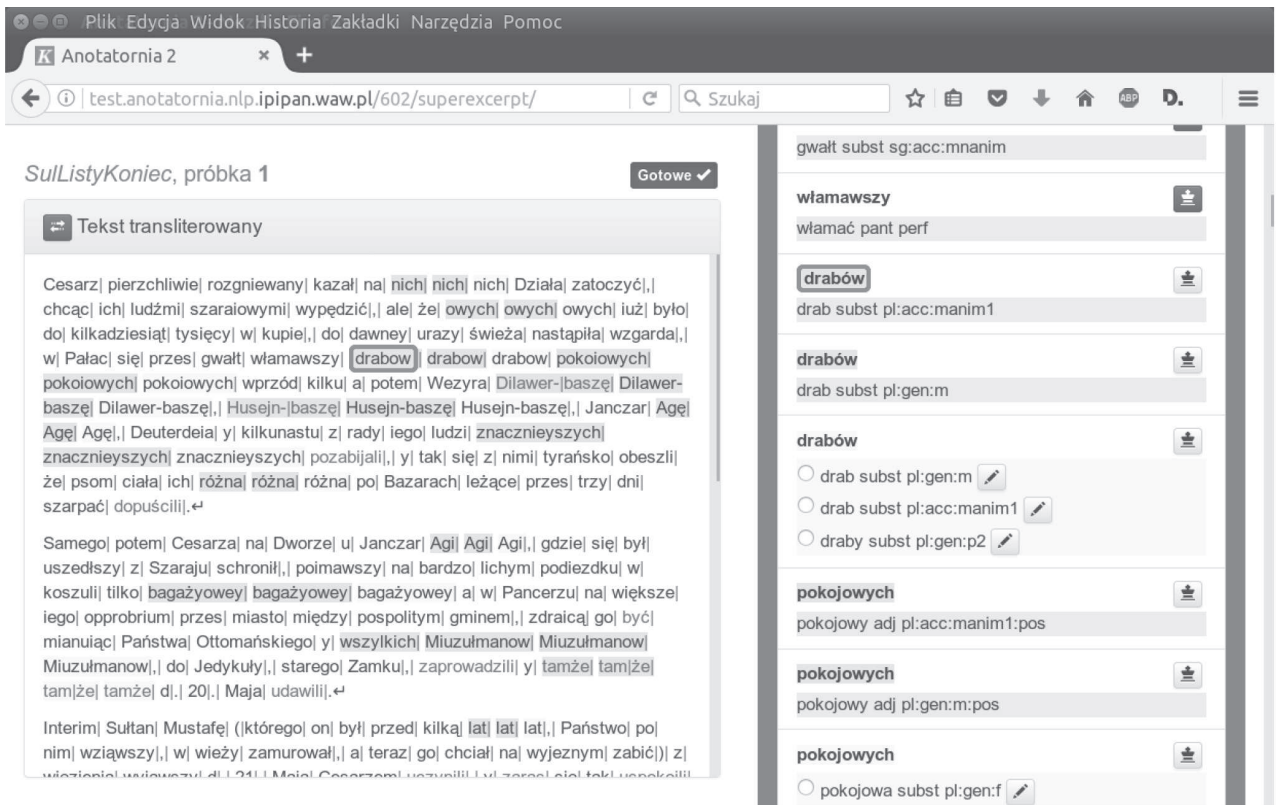 Plik Edycja Widok Historia Zakładki Narzędzia Pomoc
K Anotatornia 2 × +
test.anotatornia.nlp.ipipan.waw.pl/602/superexcerpt/ Szukaj ABP D.
SulListyKoniec, próbka 1 Gotowe ✔
Tekst transliterowany
Cesarz| pierzchliwie| rozgniewany| kazał| na| nich| nich| nich| Działa| zatoczyć|,|
chcąc| ich| ludźmi| szaraiowymi| wypędzić|,| ale| że| owych| owych| owych| iuż| było|
do| kilkadziesiąt| tysięcy| w| kupie|,| do| dawney| urazy| świeża| nastąpiła| wzgarda|,|
w| Pałac| się| przes| gwałt| włamawszy| drabow| drabow| drabow| pokoiowych|
pokoiowych| pokoiowych| wprzód| kilku| a| potem| Wezyra| Dilawer-|baszę| Dilawer-
baszę| Dilawer-baszę|,| Husejn-|baszę| Husejn-baszę| Husejn-baszę|,| Janczar| Agę|
Agę| Agę|,| Deuterdeia| y| kilkunastu| z| rady| iego| ludzi| znacznieyszych|
znacznieyszych| znacznieyszych| pozabijali|,| y| tak| się| z| nimi| tyrańsko| obeszli|
że| psom| ciała| ich| różna| różna| różna| po| Bazarach| leżące| przes| trzy| dni|
szarpać| dopuścili|.↵
Samego| potem| Cesarza| na| Dworze| u| Janczar| Agi| Agi| Agi|,| gdzie| się| był|
uszedłszy| z| Szaraju| schronił|,| poimawszy| na| bardzo| lichym| podiezdku| w|
koszuli| tilko| bagażyowey| bagażyowey| bagażyowey| a| w| Pancerzu| na| większe|
iego| opprobrium| przes| miasto| między| pospolitym| gminem|,| zdraicą| go| być|
mianuiąc| Państwa| Ottomańskiego| y| wszylkich| Miuzułmanow| Miuzułmanow|
Miuzułmanow|,| do| Jedykuły|,| starego| Zamku|,| zaprowadzili| y| tamże| tam|że|
tam|że| tamże| d|.| 20|.| Maja| udawili|.↵
Interim| Sułtan| Mustafę| (|którego| on| był| przed| kilką| lat| lat| lat|,| Państwo| po|
nim| wziąwszy|,| w| wieży| zamurował|,| a| teraz| go| chciał| na| wyjeznym| zabić|)| z|
gwałt subst sg:acc:mnanim
włamawszy
włamać pant perf
drabów
drab subst pl:acc:manim1
drabów
drab subst pl:gen:m
drabów
drab subst pl:gen:m
drab subst pl:acc:manim1
draby subst pl:gen:p2
pokojowych
pokojowy adj pl:acc:manim1:pos
pokojowych
pokojowy adj pl:gen:m:pos
pokojowych
pokojowa subst pl:gen:f